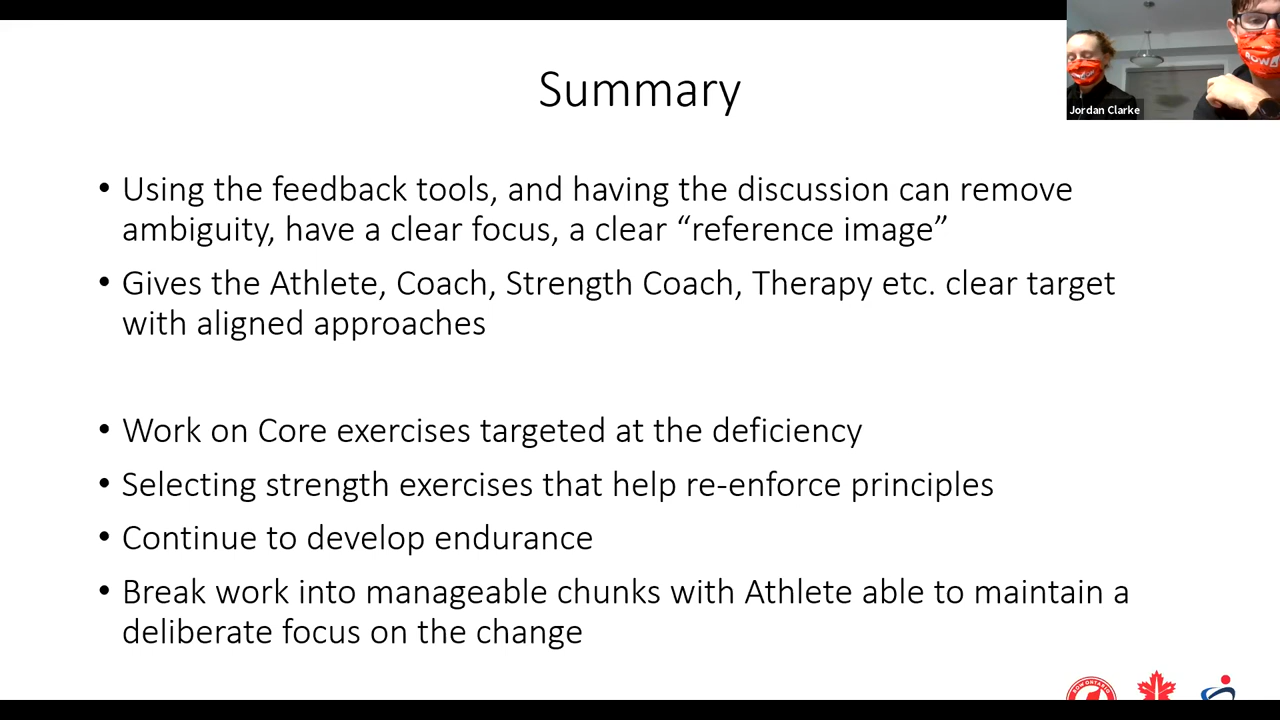 Summary
• Using the feedback tools, and having the discussion can remove
ambiguity, have a clear focus, a clear “reference image”
• Gives the Athlete, Coach, Strength Coach, Therapy etc. clear target
with aligned approaches
• Work on Core exercises targeted at the deficiency
• Selecting strength exercises that help re-enforce principles
• Continue to develop endurance
• Break work into manageable chunks with Athlete able to maintain a
deliberate focus on the change
Jordan Clarke
ROW ONTARIO